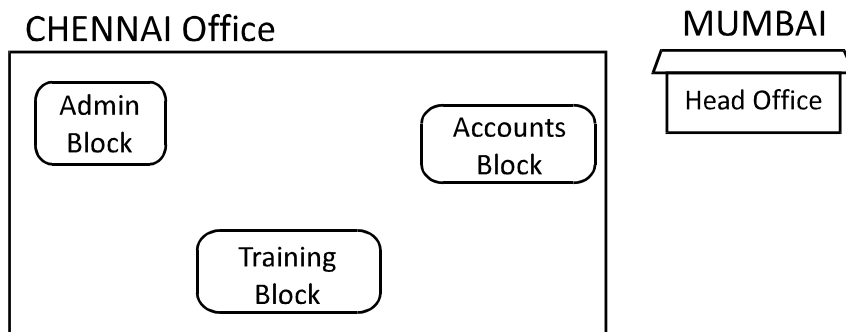 CHENNAI Office
MUMBAI
Head Office
Admin
Block
Accounts
Block
Training
Block